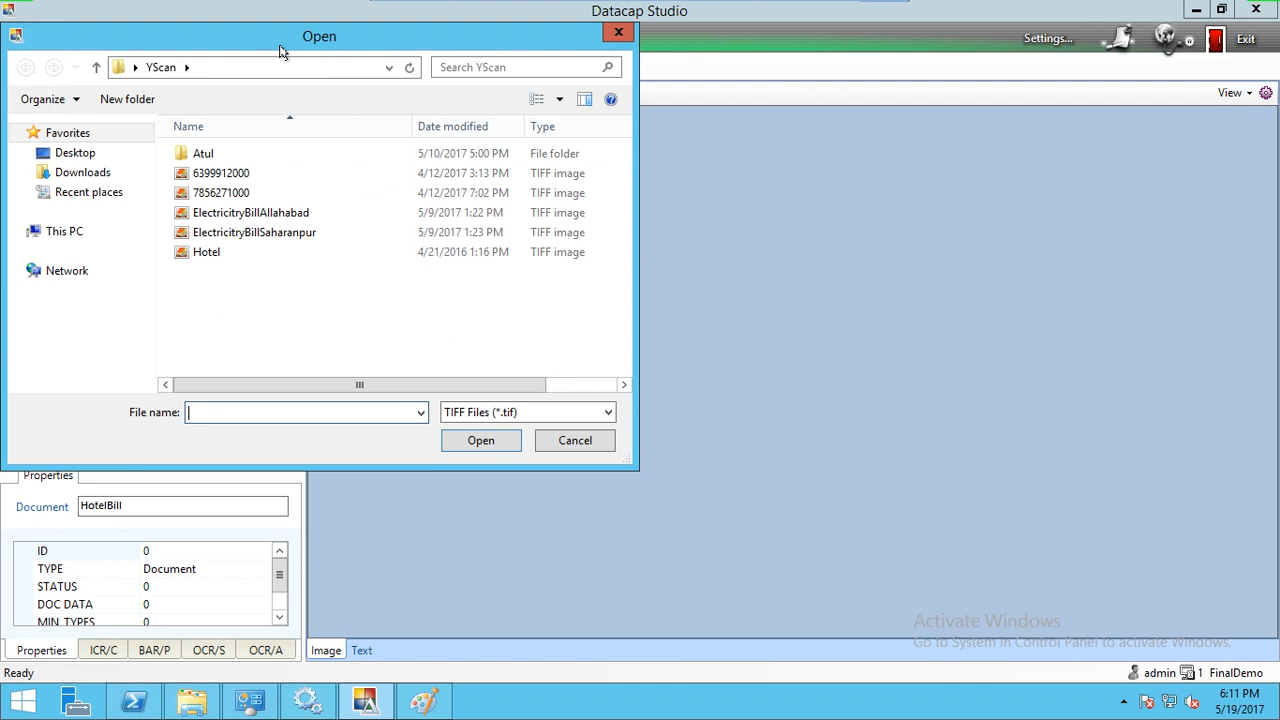 Datacap Studio
Open
Settings...
Exit
YScan
Search YScan
Organize
New folder
View
Name
Date modified
Type
Favorites
Desktop
Downloads
Recent places
This PC
Network
Atul 5/10/2017 5:00 PM File folder
6399912000 4/12/2017 3:13 PM TIFF image
7856271000 4/12/2017 7:02 PM TIFF image
ElectricitryBillAllahabad 5/9/2017 1:22 PM TIFF image
ElectricitryBillSaharanpur 5/9/2017 1:23 PM TIFF image
Hotel 4/21/2016 1:16 PM TIFF image
File name:
TIFF Files (*.tif)
Open
Cancel
Properties
Document HotelBill
ID 0
TYPE Document
STATUS 0
DOC DATA 0
MIN TYPES 0
Properties OCR/C BAR/P OCR/S OCR/A
Image Text
Activate Windows
Go to System in Control Panel to activate Windows.
Ready
admin 1 FinalDemo
6:11 PM
5/19/2017